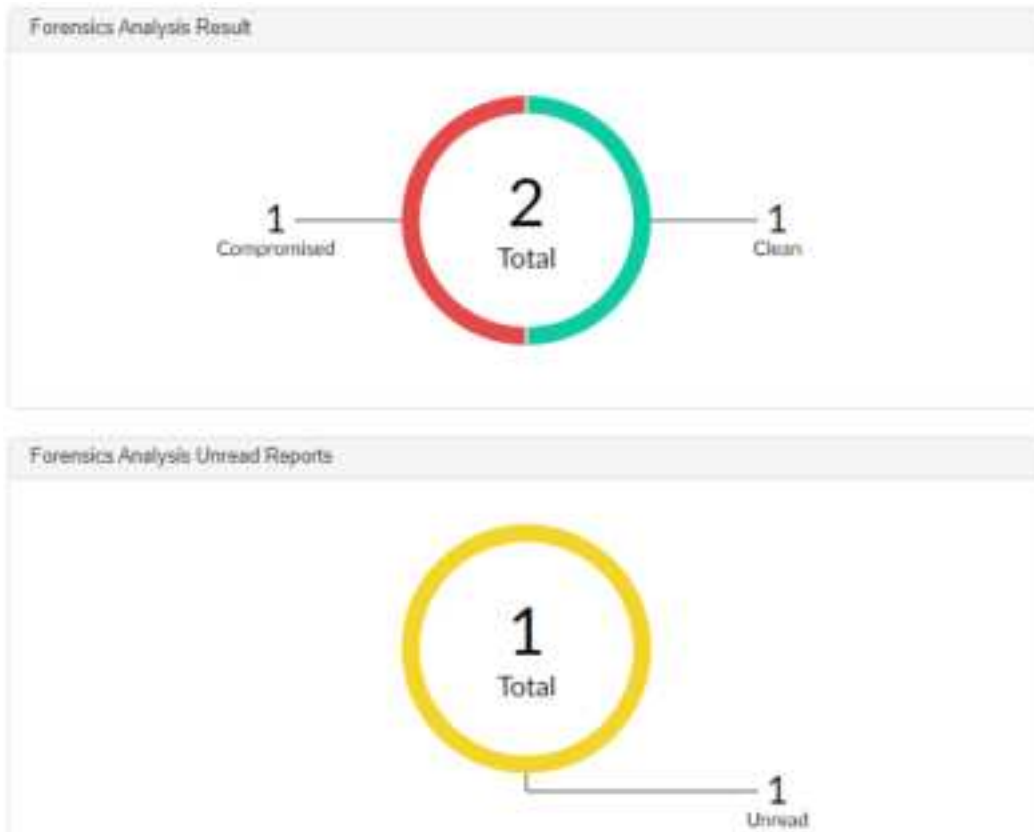 Forensics Analysis Result
2
Total
1
Compromised
1
Clean
Forensics Analysis Unread Reports
1
Total
1
Unread